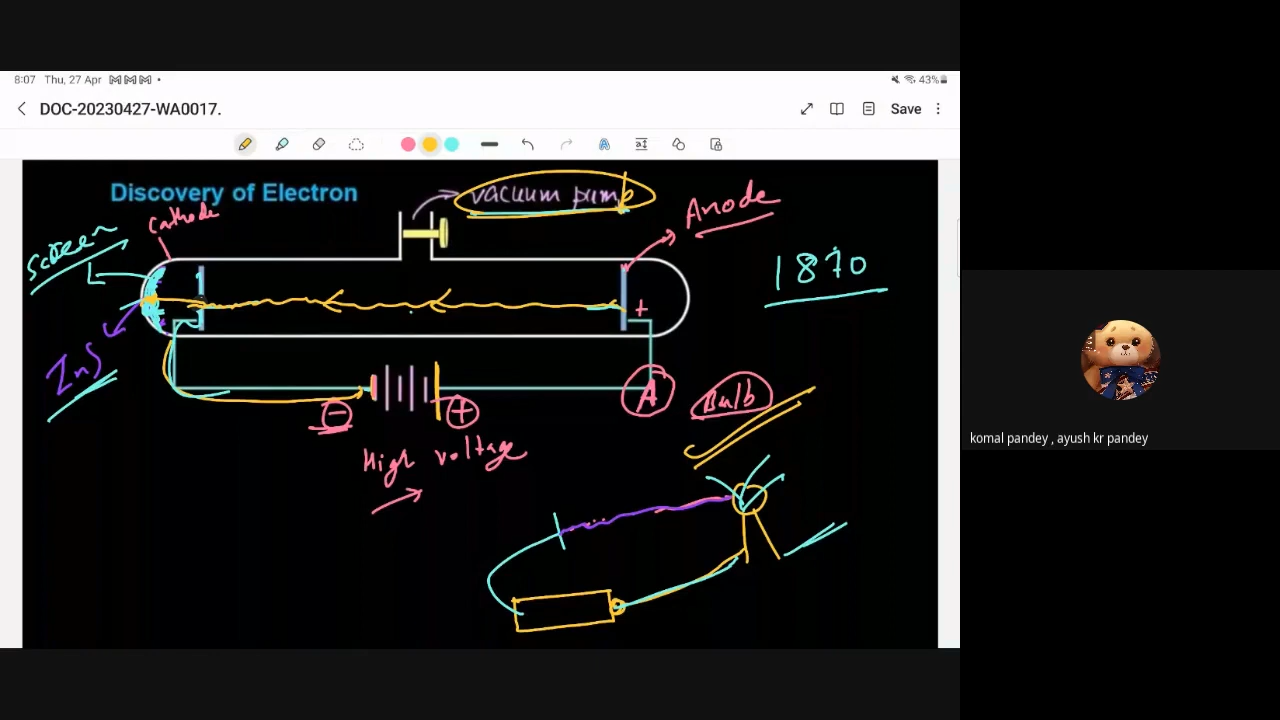 8:07 Thu, 27 Apr
43%
DOC-20230427-WA0017.
Save
Discovery of Electron
vacuum pump
Cathode
Anode
Screen
1870
+
ZnS
A
Bulb
− +
High voltage
komal pandey , ayush kr pandey